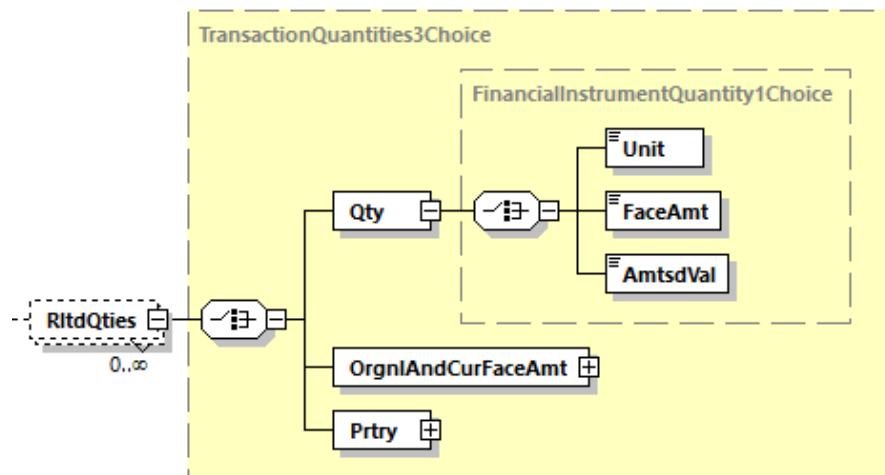 TransactionQuantities3Choice
FinancialInstrumentQuantity1Choice
Unit
Qty
FaceAmt
AmtsdVal
RltdQties
0..∞
OrgnlAndCurFaceAmt
Prtry